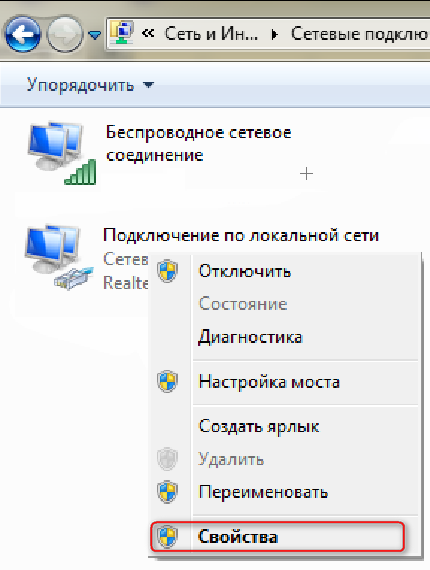 « Сеть и Ин... Сетевые подклю
Упорядочить
Беспроводное сетевое
соединение
Подключение по локальной сети
Сетев
Realte
Отключить
Состояние
Диагностика
Настройка моста
Создать ярлык
Удалить
Переименовать
Свойства